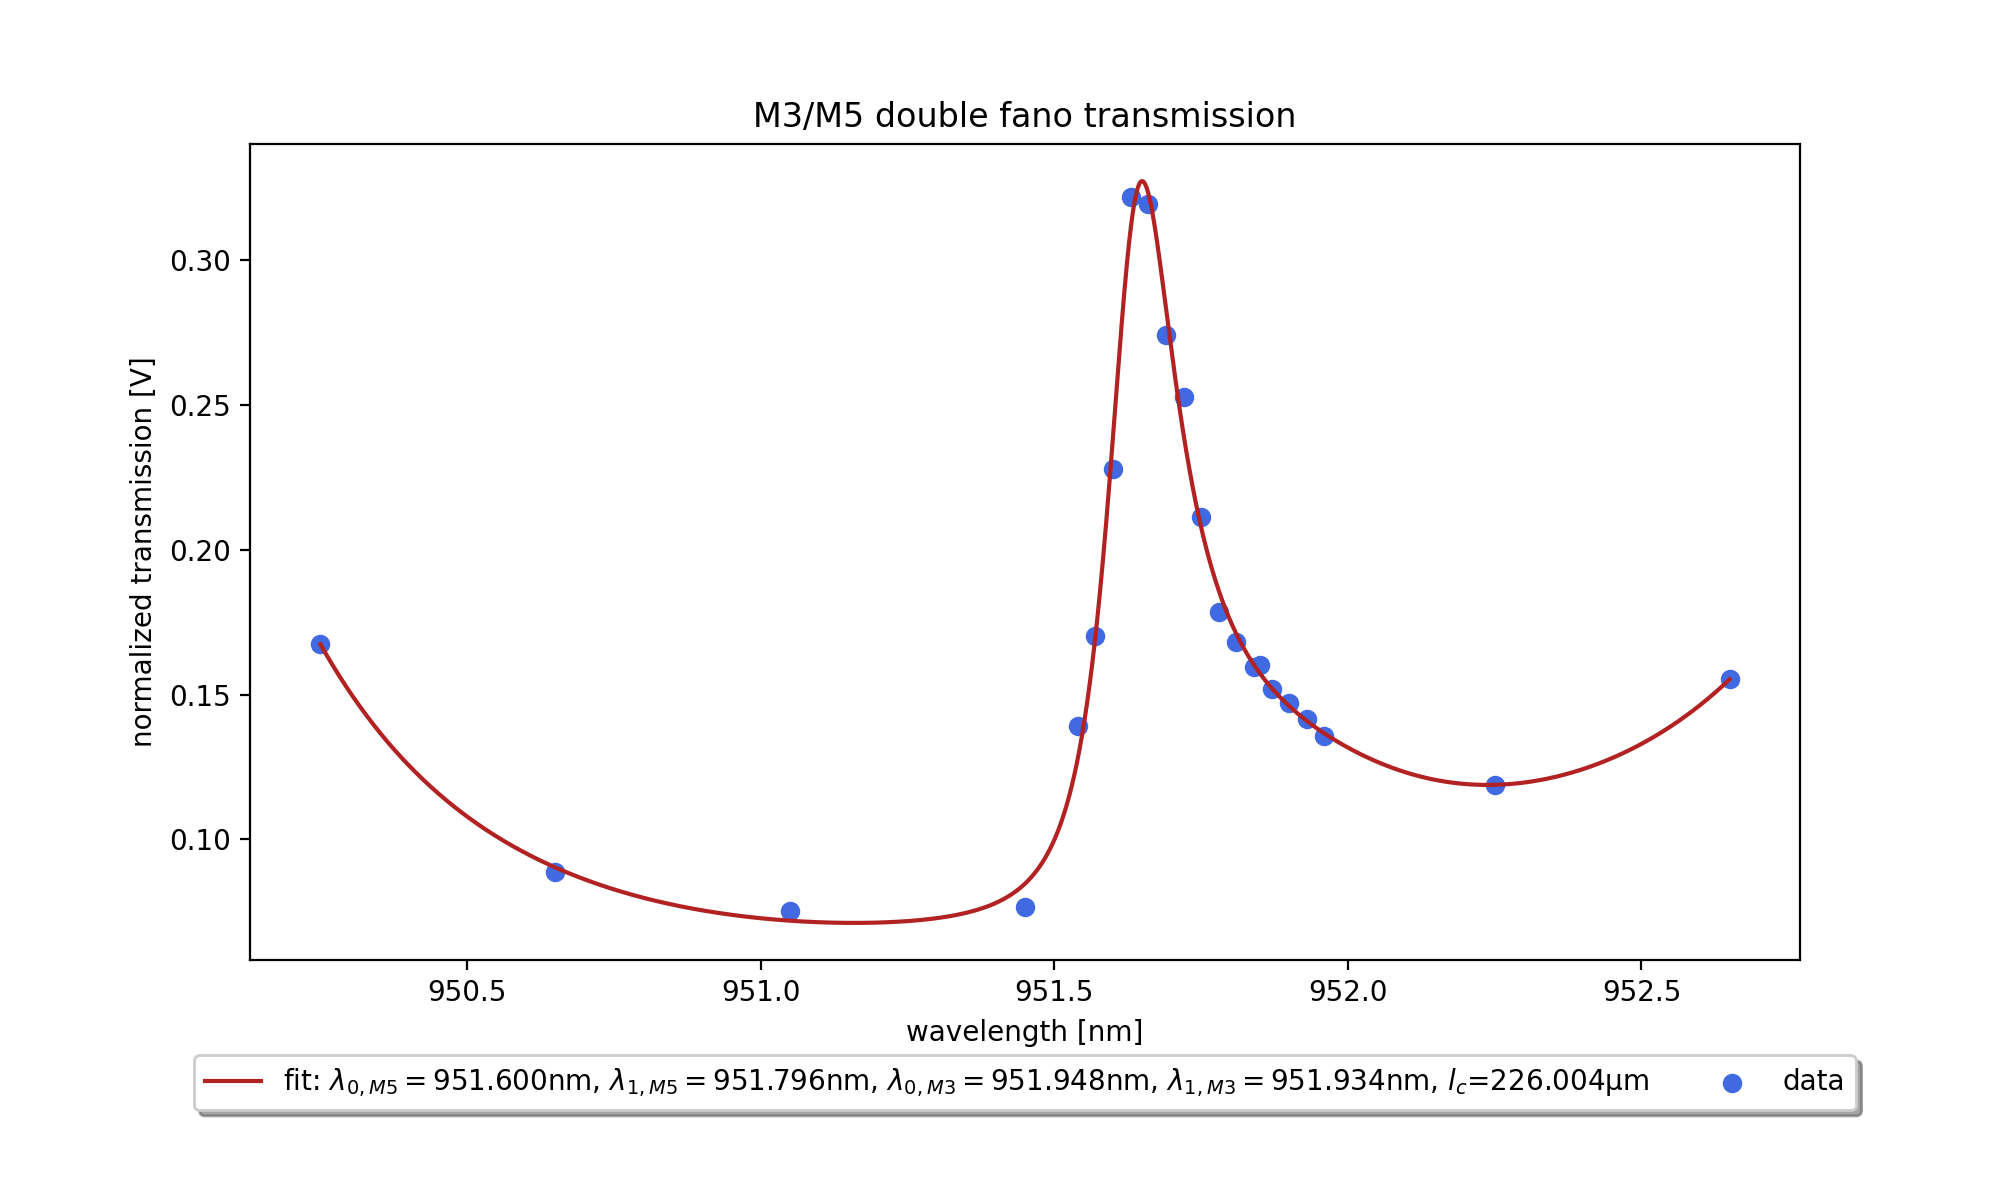 M3/M5 double fano transmission
normalized transmission [V]
0.30
0.25
0.20
0.15
0.10
950.5 951.0 951.5 952.0 952.5
wavelength [nm]
fit: λ0,M5 = 951.600nm, λ1,M5 = 951.796nm, λ0,M3 = 951.948nm, λ1,M3 = 951.934nm, lc=226.004μm data